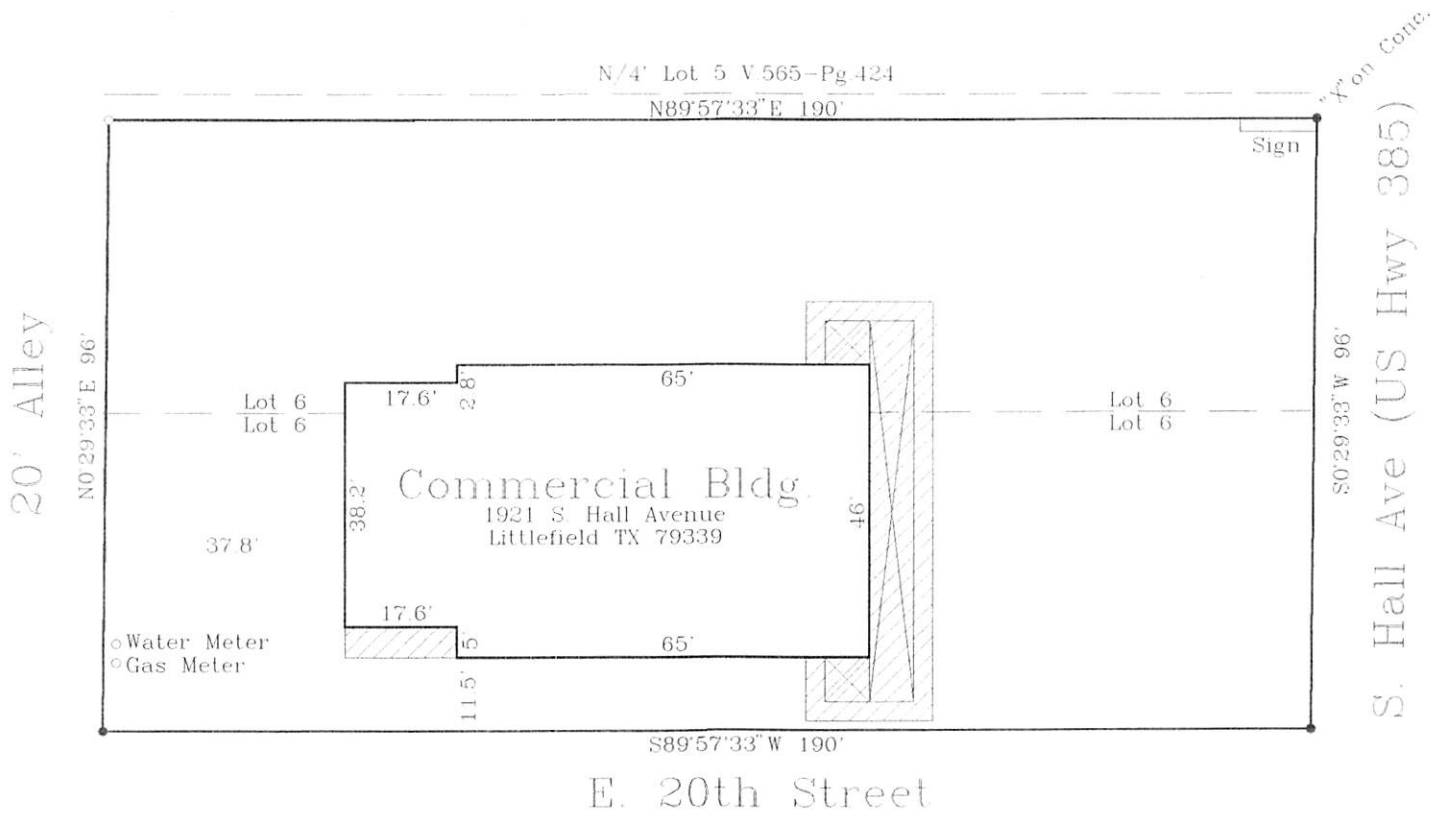 "X" on Conc.
N/4' Lot 5 V.565-Pg.424
N89°57'33"E 190'
Sign
20' Alley
N0°29'33"E 96'
S. Hall Ave (US Hwy 385)
S0°29'33"W 96'
65'
17.6'
2.8'
Lot 6
Lot 6
Lot 6
Lot 6
38.2'
Commercial Bldg.
1921 S. Hall Avenue
Littlefield TX 79339
46'
37.8'
17.6'
5'
65'
Water Meter
Gas Meter
11.5'
S89°57'33"W 190'
E. 20th Street